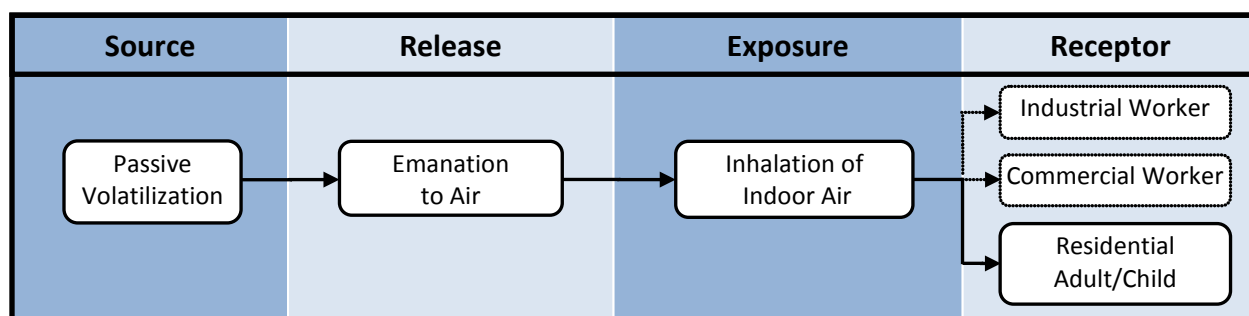 Source
Release
Exposure
Receptor
Passive
Volatilization
Emanation
to Air
Inhalation of
Indoor Air
Industrial Worker
Commercial Worker
Residential
Adult/Child